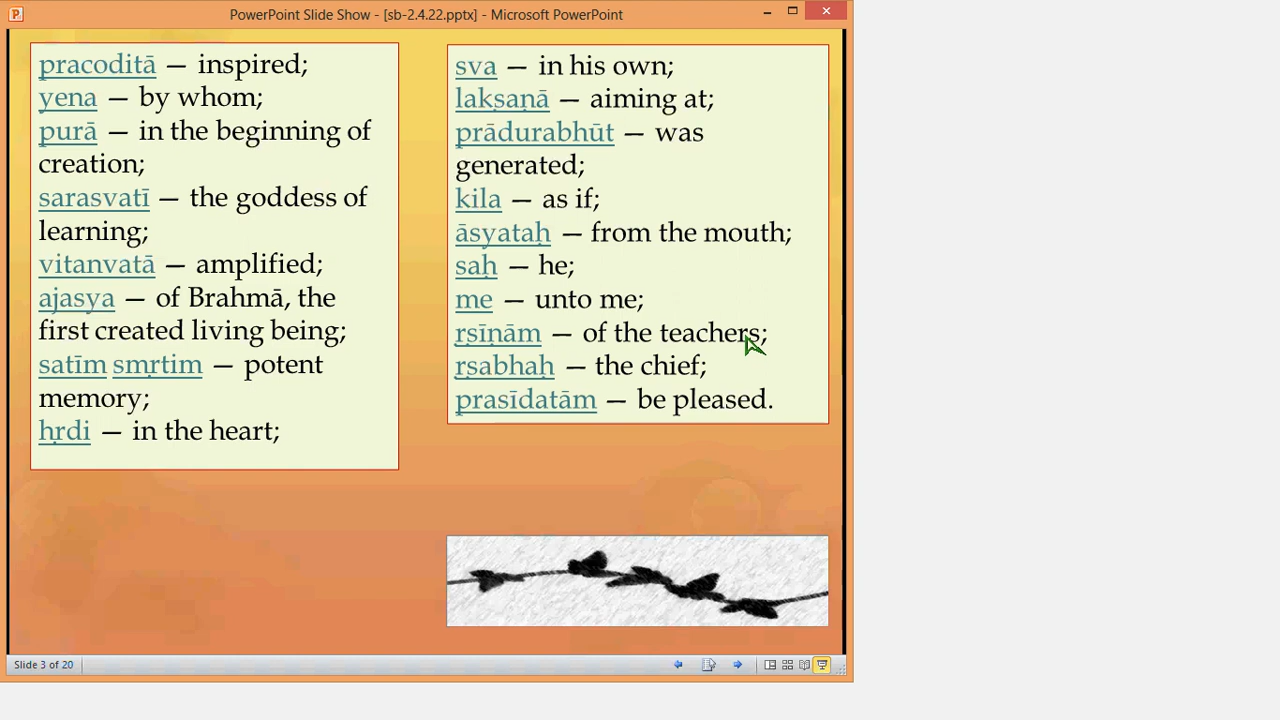 PowerPoint Slide Show - [sb-2.4.22.pptx] - Microsoft PowerPoint
pracoditā — inspired;
yena — by whom;
purā — in the beginning of
creation;
sarasvatī — the goddess of
learning;
vitanvatā — amplified;
ajasya — of Brahmā, the
first created living being;
satīm smṛtim — potent
memory;
hṛdi — in the heart;
sva — in his own;
lakṣaṇā — aiming at;
prādurabhūt — was
generated;
kila — as if;
āsyataḥ — from the mouth;
saḥ — he;
me — unto me;
ṛṣīṇām — of the teachers;
ṛṣabhaḥ — the chief;
prasīdatām — be pleased.
Slide 3 of 20